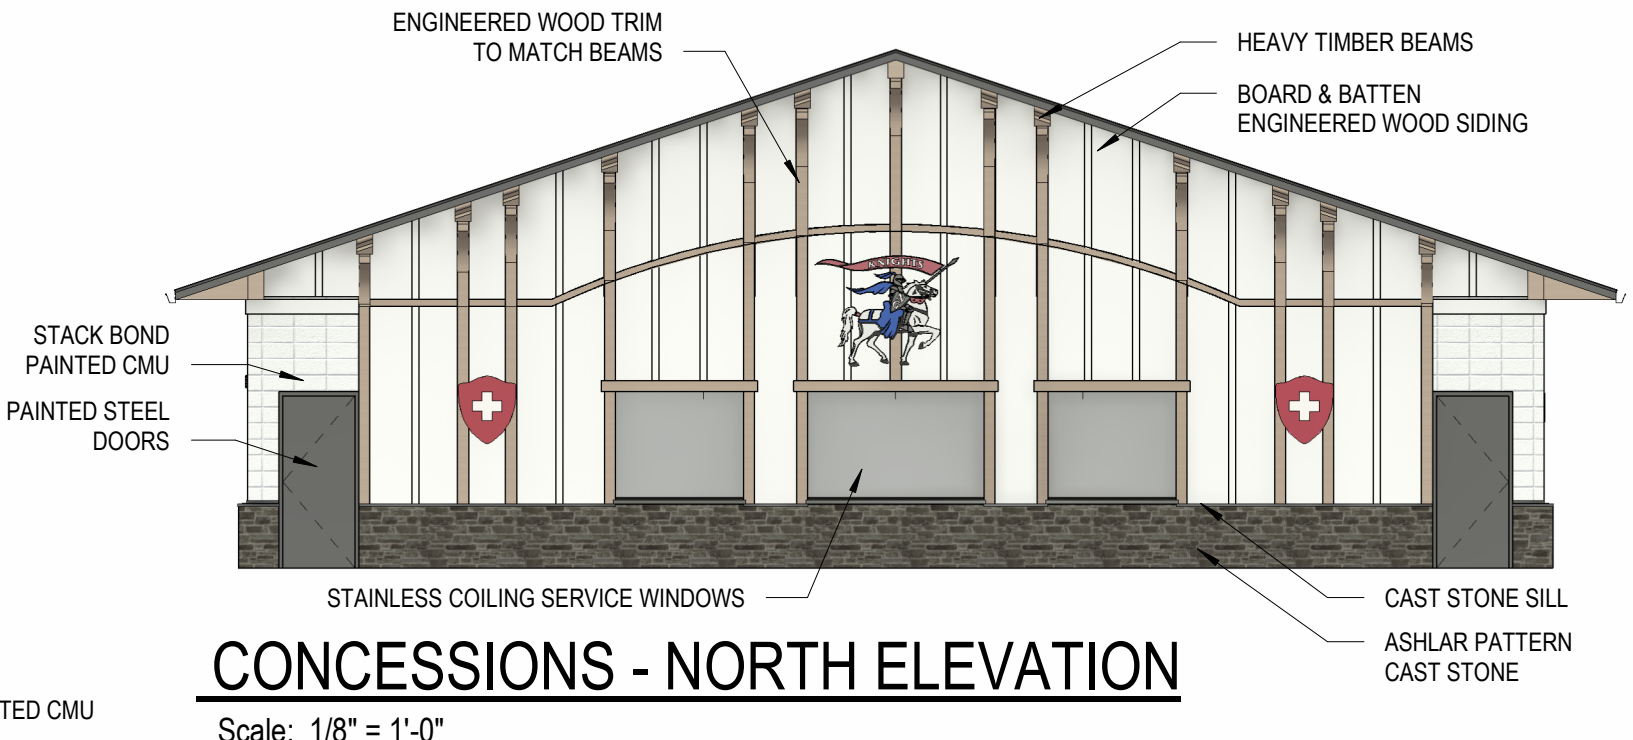 ENGINEERED WOOD TRIM
TO MATCH BEAMS
HEAVY TIMBER BEAMS
BOARD & BATTEN
ENGINEERED WOOD SIDING
KNIGHTS
STACK BOND
PAINTED CMU
PAINTED STEEL
DOORS
STAINLESS COILING SERVICE WINDOWS
CAST STONE SILL
ASHLAR PATTERN
CAST STONE
CONCESSIONS - NORTH ELEVATION
Scale: 1/8" = 1'-0"
TED CMU